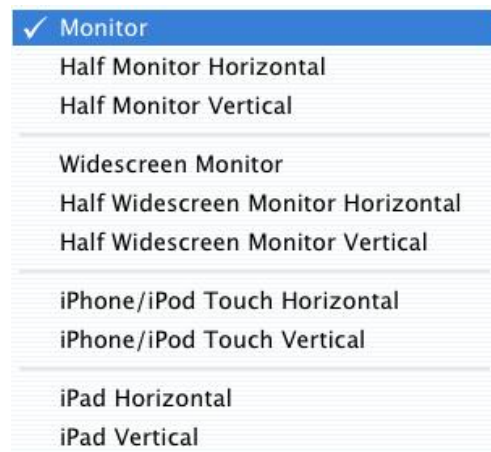 Monitor
Half Monitor Horizontal
Half Monitor Vertical
Widescreen Monitor
Half Widescreen Monitor Horizontal
Half Widescreen Monitor Vertical
iPhone/iPod Touch Horizontal
iPhone/iPod Touch Vertical
iPad Horizontal
iPad Vertical